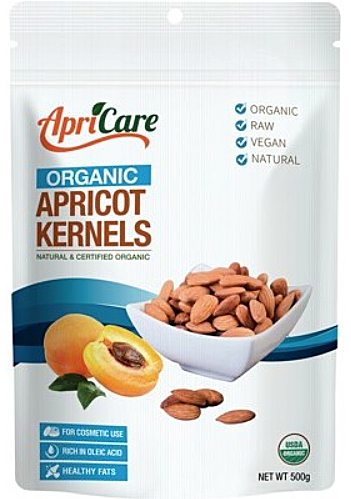 ApriCare
ORGANIC
RAW
VEGAN
NATURAL
ORGANIC
APRICOT
KERNELS
NATURAL & CERTIFIED ORGANIC
FOR COSMETIC USE
RICH IN OLEIC ACID
HEALTHY FATS
USDA
ORGANIC
NET WT 500g